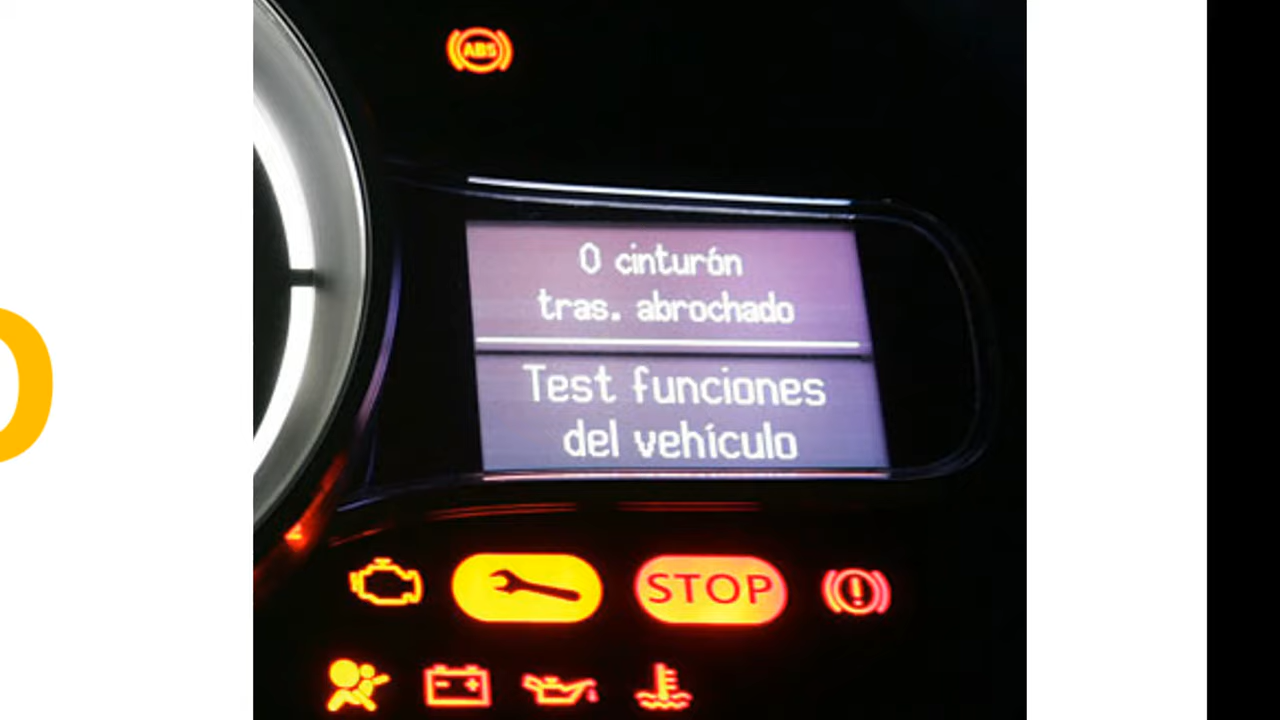 ABS
0 cinturón
tras. abrochado
Test funciones
del vehículo
STOP